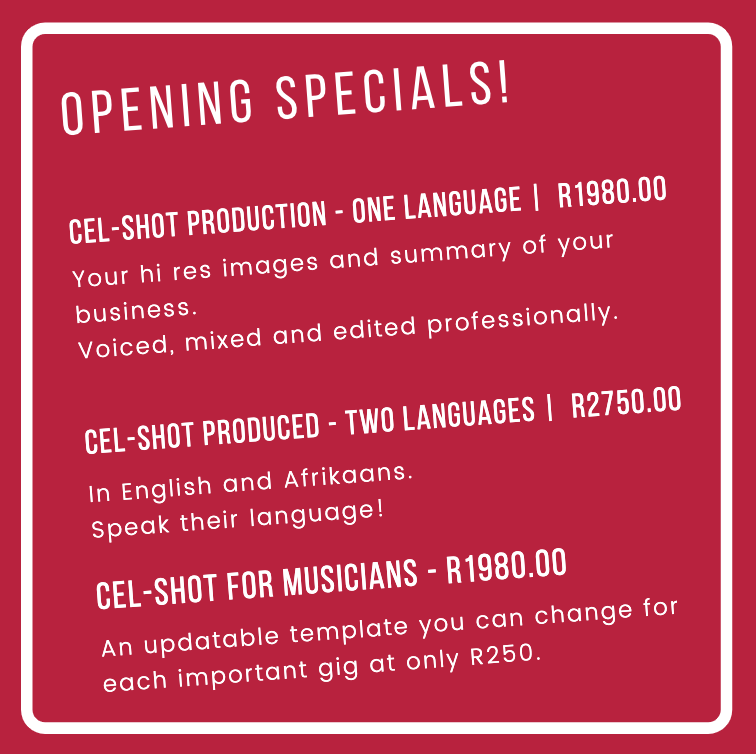 OPENING SPECIALS!
CEL-SHOT PRODUCTION - ONE LANGUAGE | R1980.00
Your hi res images and summary of your
business.
Voiced, mixed and edited professionally.
CEL-SHOT PRODUCED - TWO LANGUAGES | R2750.00
In English and Afrikaans.
Speak their language!
CEL-SHOT FOR MUSICIANS - R1980.00
An updatable template you can change for
each important gig at only R250.